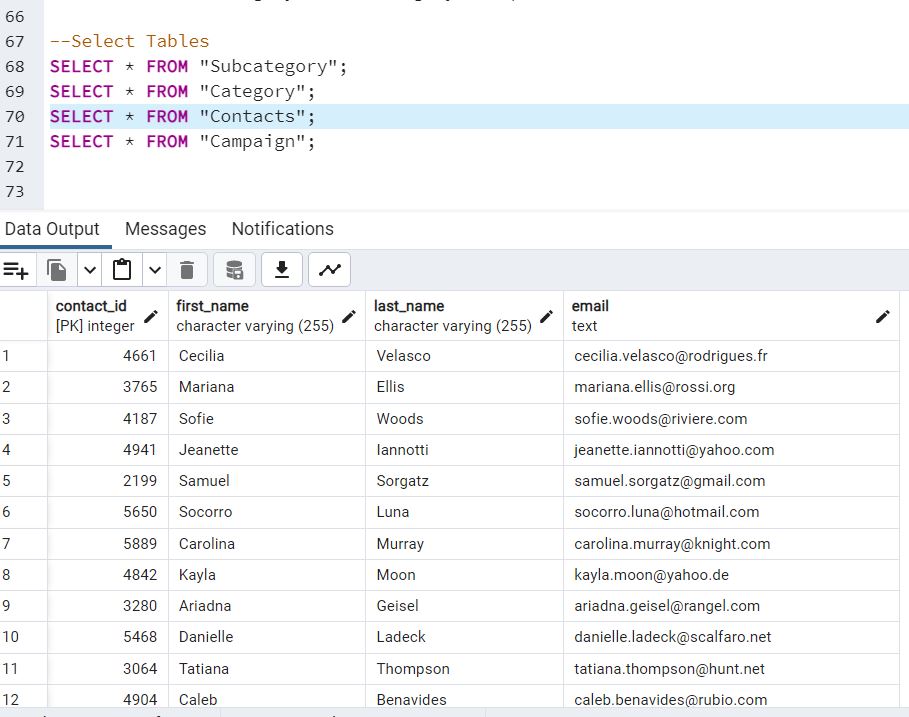 66
67 --Select Tables
68 SELECT * FROM "Subcategory";
69 SELECT * FROM "Category";
70 SELECT * FROM "Contacts";
71 SELECT * FROM "Campaign";
72
73
Data Output Messages Notifications
contact_id first_name last_name email
[PK] integer character varying (255) character varying (255) text
1 4661 Cecilia Velasco cecilia.velasco@rodrigues.fr
2 3765 Mariana Ellis mariana.ellis@rossi.org
3 4187 Sofie Woods sofie.woods@riviere.com
4 4941 Jeanette Iannotti jeanette.iannotti@yahoo.com
5 2199 Samuel Sorgatz samuel.sorgatz@gmail.com
6 5650 Socorro Luna socorro.luna@hotmail.com
7 5889 Carolina Murray carolina.murray@knight.com
8 4842 Kayla Moon kayla.moon@yahoo.de
9 3280 Ariadna Geisel ariadna.geisel@rangel.com
10 5468 Danielle Ladeck danielle.ladeck@scalfaro.net
11 3064 Tatiana Thompson tatiana.thompson@hunt.net
12 4904 Caleb Benavides caleb.benavides@rubio.com